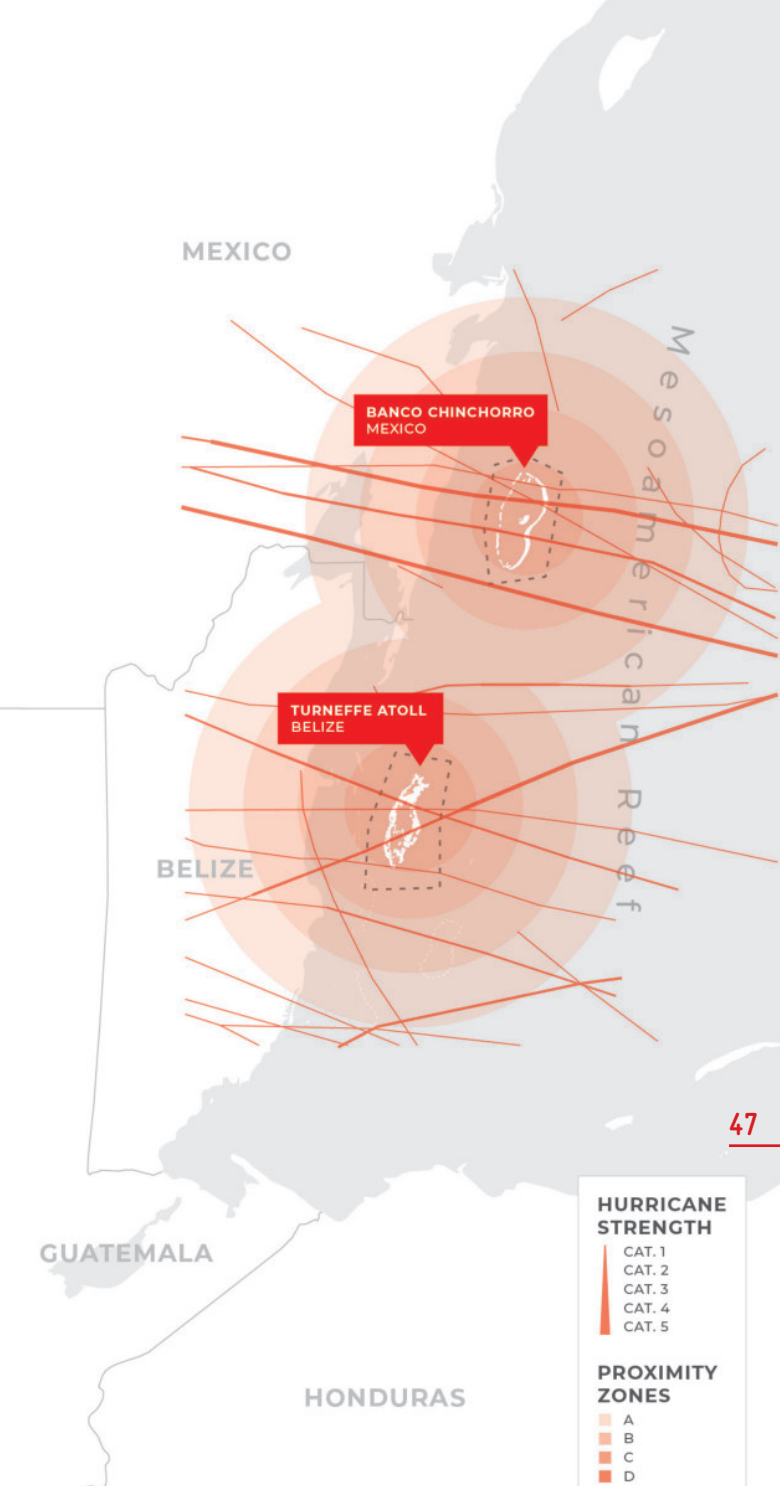 MEXICO
Mesoamerican Reef
BANCO CHINCHORRO
MEXICO
TURNEFFE ATOLL
BELIZE
BELIZE
47
HURRICANE
STRENGTH
CAT. 1
CAT. 2
CAT. 3
CAT. 4
CAT. 5
GUATEMALA
PROXIMITY
ZONES
A
B
C
D
HONDURAS